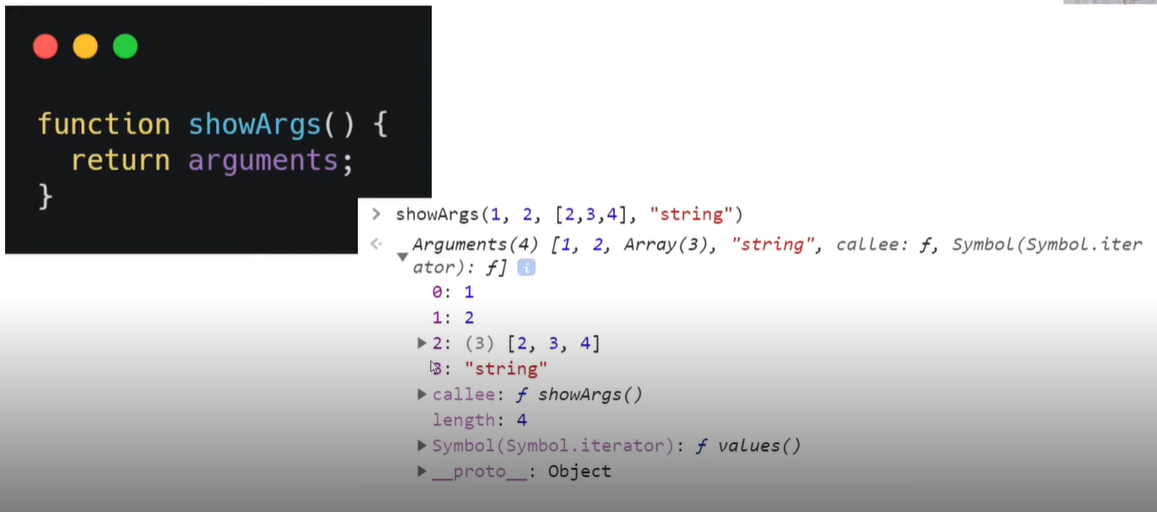 function showArgs() {
return arguments;
}
> showArgs(1, 2, [2,3,4], "string")
Arguments(4) [1, 2, Array(3), "string", callee: ƒ, Symbol(Symbol.iter
ator): ƒ] i
0: 1
1: 2
2: (3) [2, 3, 4]
3: "string"
callee: ƒ showArgs()
length: 4
Symbol(Symbol.iterator): ƒ values()
__proto__: Object